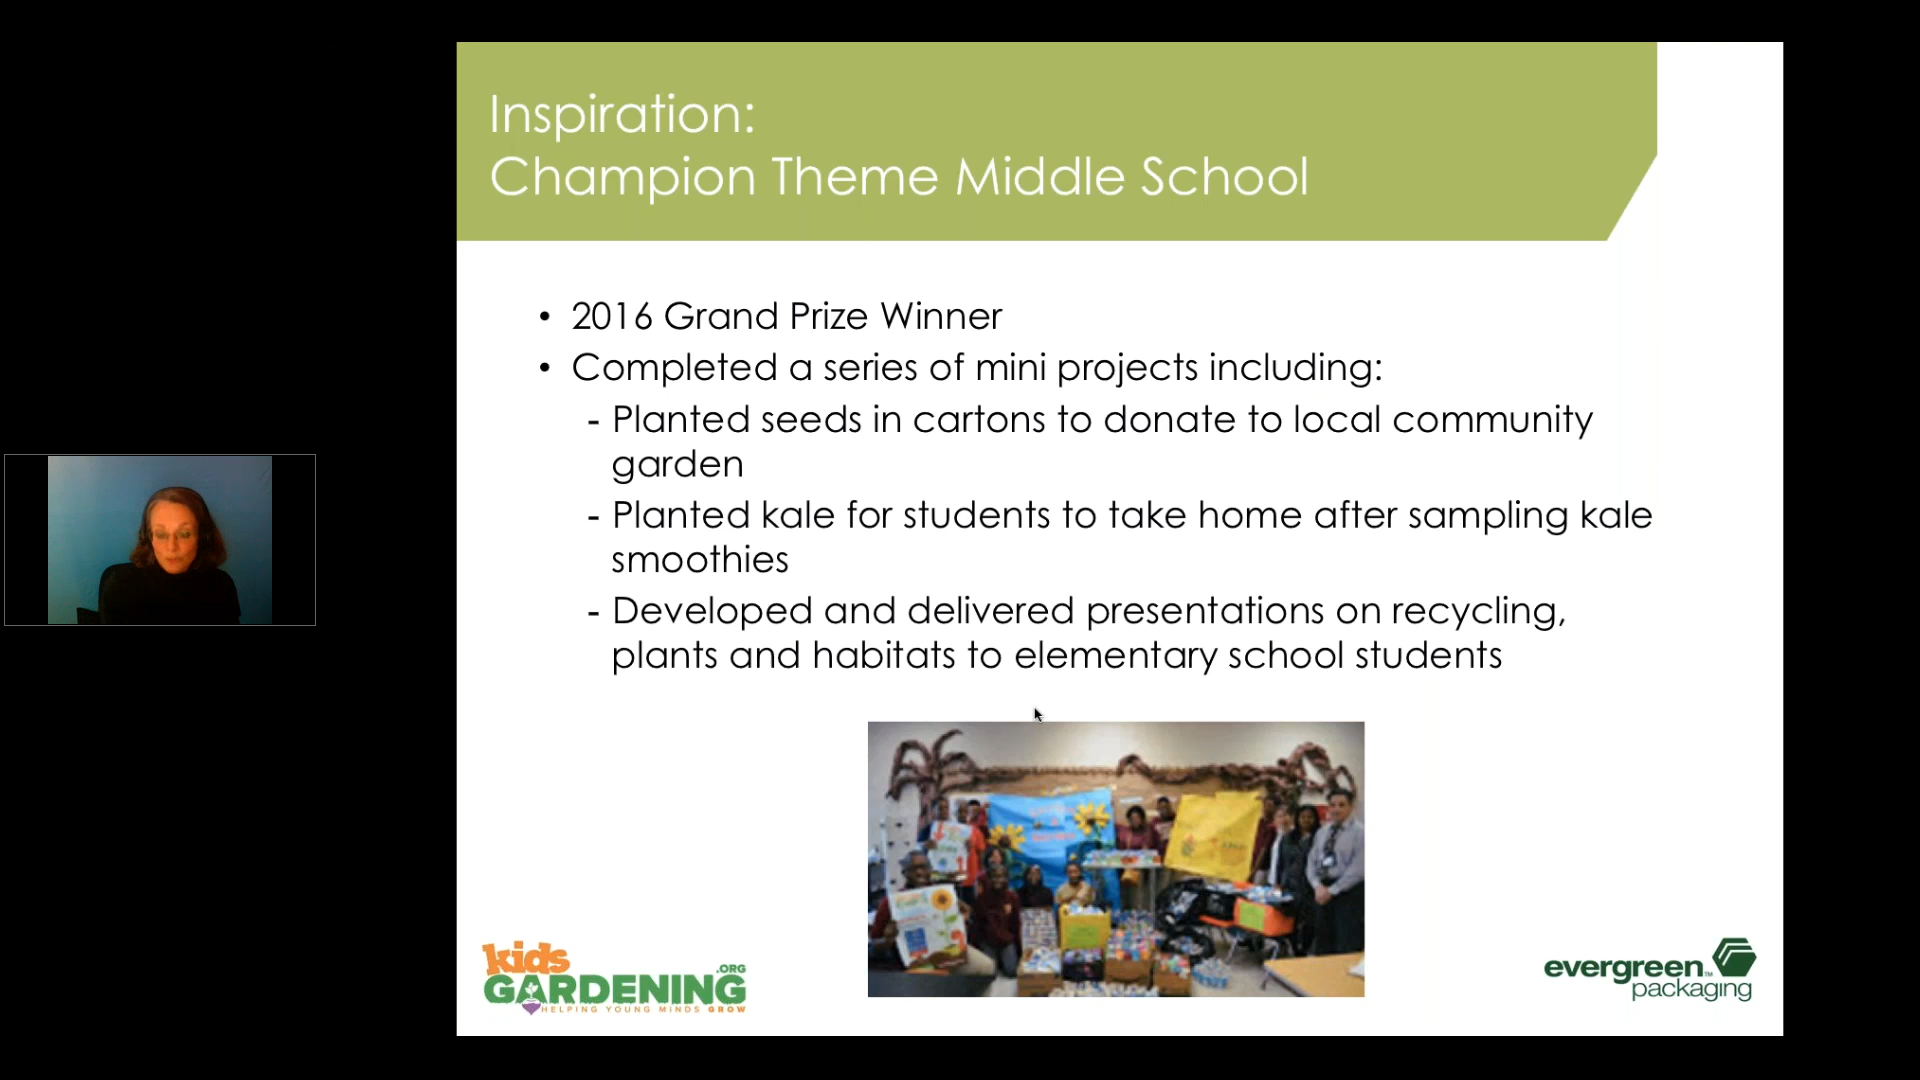 Inspiration:
Champion Theme Middle School
• 2016 Grand Prize Winner
• Completed a series of mini projects including:
- Planted seeds in cartons to donate to local community
garden
- Planted kale for students to take home after sampling kale
smoothies
- Developed and delivered presentations on recycling,
plants and habitats to elementary school students
kids
GARDENING .ORG
HELPING YOUNG MINDS GROW
evergreen™
packaging